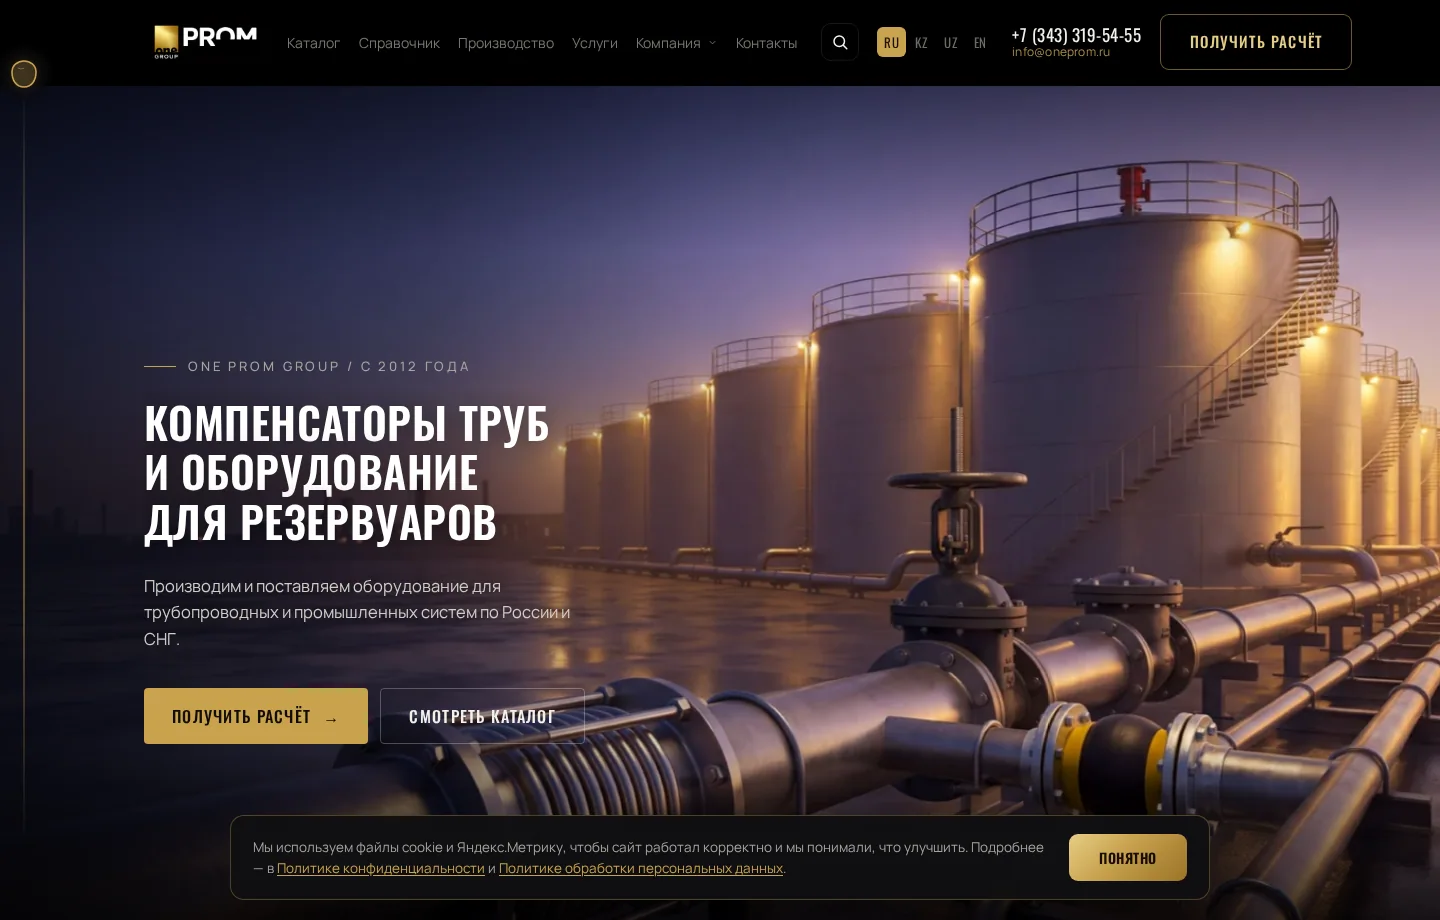 one PROM
GROUP
Каталог
Справочник
Производство
Услуги
Компания
Контакты
RU
KZ
UZ
EN
+7 (343) 319-54-55
info@oneprom.ru
ПОЛУЧИТЬ РАСЧЁТ
ONE PROM GROUP / С 2012 ГОДА
КОМПЕНСАТОРЫ ТРУБ
И ОБОРУДОВАНИЕ
ДЛЯ РЕЗЕРВУАРОВ
Производим и поставляем оборудование для
трубопроводных и промышленных систем по России и
СНГ.
ПОЛУЧИТЬ РАСЧЁТ →
СМОТРЕТЬ КАТАЛОГ
Мы используем файлы cookie и Яндекс.Метрику, чтобы сайт работал корректно и мы понимали, что улучшить. Подробнее
— в Политике конфиденциальности и Политике обработки персональных данных.
ПОНЯТНО